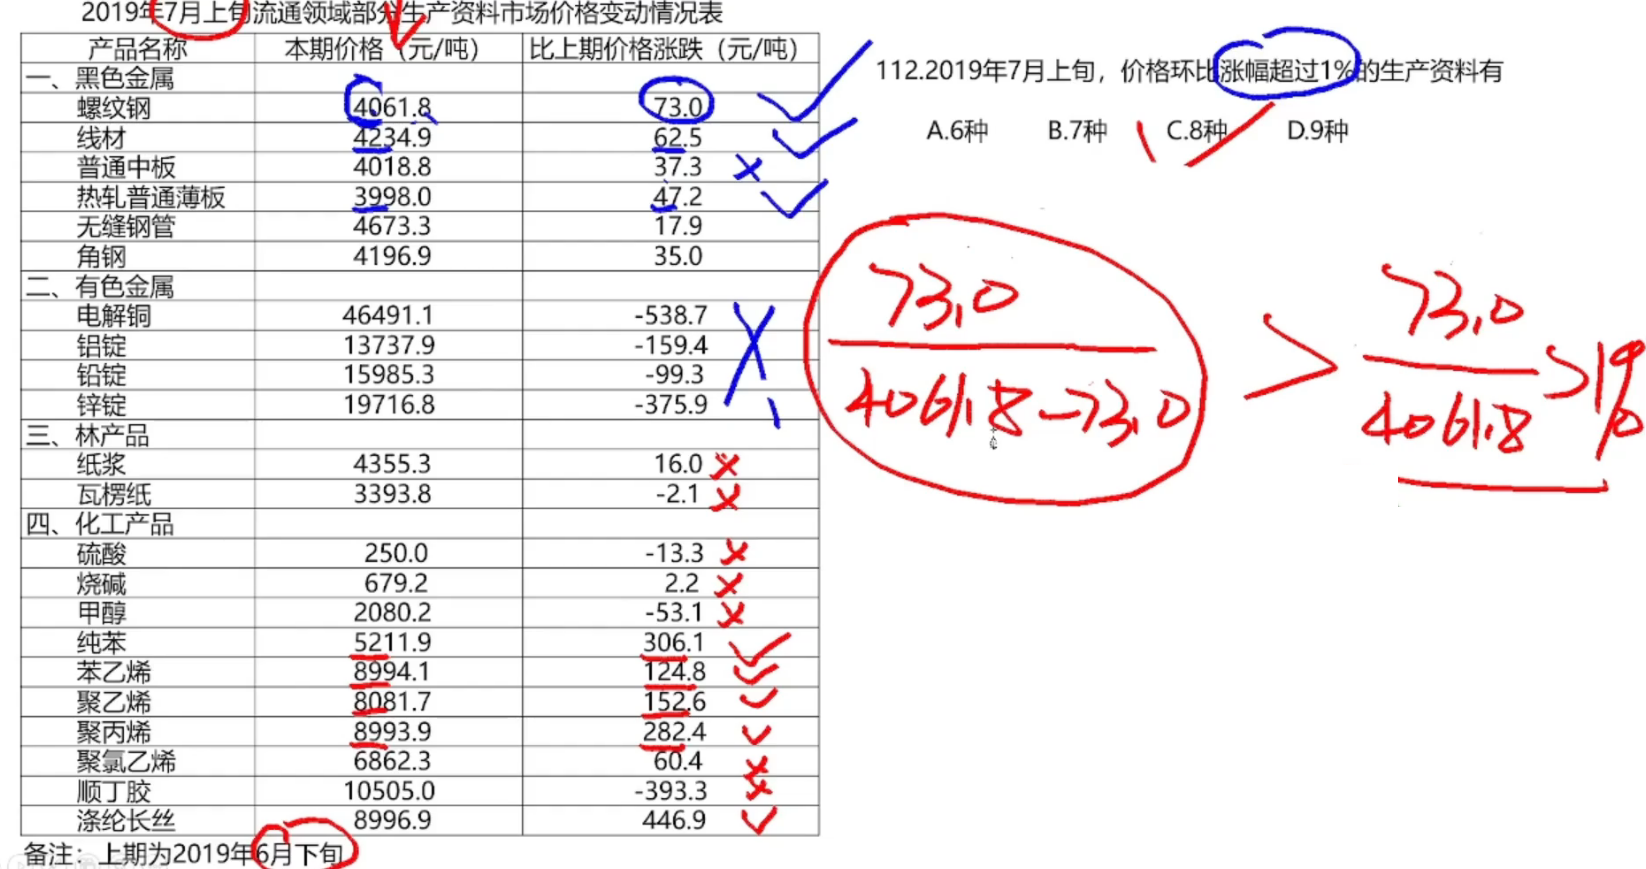 2019年7月上旬流通领域部分生产资料市场价格变动情况表
产品名称 本期价格（元/吨） 比上期价格涨跌（元/吨）
一、黑色金属
螺纹钢 4061.8 73.0
线材 4234.9 62.5
普通中板 4018.8 37.3
热轧普通薄板 3998.0 47.2
无缝钢管 4673.3 17.9
角钢 4196.9 35.0
二、有色金属
电解铜 46491.1 -538.7
铝锭 13737.9 -159.4
铅锭 15985.3 -99.3
锌锭 19716.8 -375.9
三、林产品
纸浆 4355.3 16.0
瓦楞纸 3393.8 -2.1
四、化工产品
硫酸 250.0 -13.3
烧碱 679.2 2.2
甲醇 2080.2 -53.1
纯苯 5211.9 306.1
苯乙烯 8994.1 124.8
聚乙烯 8081.7 152.6
聚丙烯 8993.9 282.4
聚氯乙烯 6862.3 60.4
顺丁胶 10505.0 -393.3
涤纶长丝 8996.9 446.9
备注：上期为2019年6月下旬
112.2019年7月上旬，价格环比涨幅超过1%的生产资料有
A.6种 B.7种 C.8种 D.9种
73.0 > 73.0 >1%
4061.8-73.0 4061.8